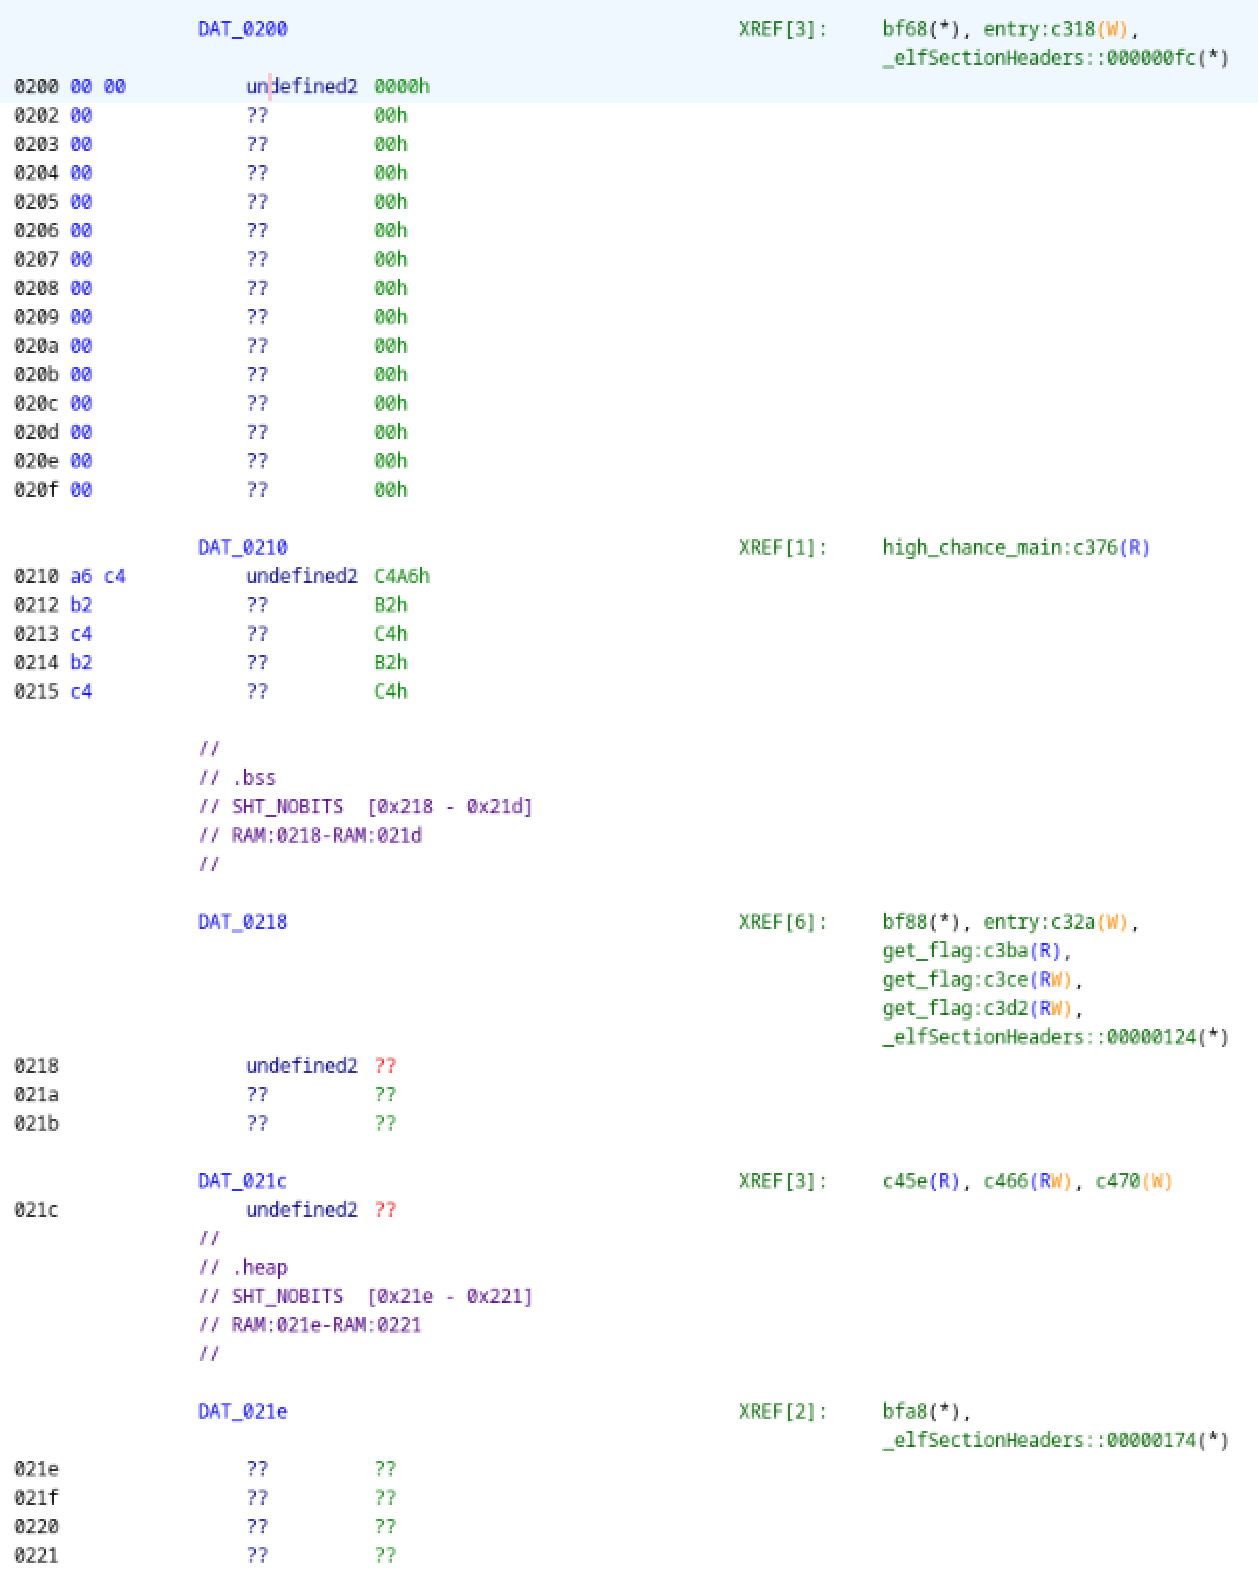 DAT_0200 XREF[3]: bf68(*), entry:c318(W),
_elfSectionHeaders::000000fc(*)
0200 00 00 undefined2 0000h
0202 00 ?? 00h
0203 00 ?? 00h
0204 00 ?? 00h
0205 00 ?? 00h
0206 00 ?? 00h
0207 00 ?? 00h
0208 00 ?? 00h
0209 00 ?? 00h
020a 00 ?? 00h
020b 00 ?? 00h
020c 00 ?? 00h
020d 00 ?? 00h
020e 00 ?? 00h
020f 00 ?? 00h
DAT_0210 XREF[1]: high_chance_main:c376(R)
0210 a6 c4 undefined2 C4A6h
0212 b2 ?? B2h
0213 c4 ?? C4h
0214 b2 ?? B2h
0215 c4 ?? C4h
//
// .bss
// SHT_NOBITS [0x218 - 0x21d]
// RAM:0218-RAM:021d
//
DAT_0218 XREF[6]: bf88(*), entry:c32a(W),
get_flag:c3ba(R),
get_flag:c3ce(RW),
get_flag:c3d2(RW),
_elfSectionHeaders::00000124(*)
0218 undefined2 ??
021a ?? ??
021b ?? ??
DAT_021c XREF[3]: c45e(R), c466(RW), c470(W)
021c undefined2 ??
//
// .heap
// SHT_NOBITS [0x21e - 0x221]
// RAM:021e-RAM:0221
//
DAT_021e XREF[2]: bfa8(*),
_elfSectionHeaders::00000174(*)
021e ?? ??
021f ?? ??
0220 ?? ??
0221 ?? ??